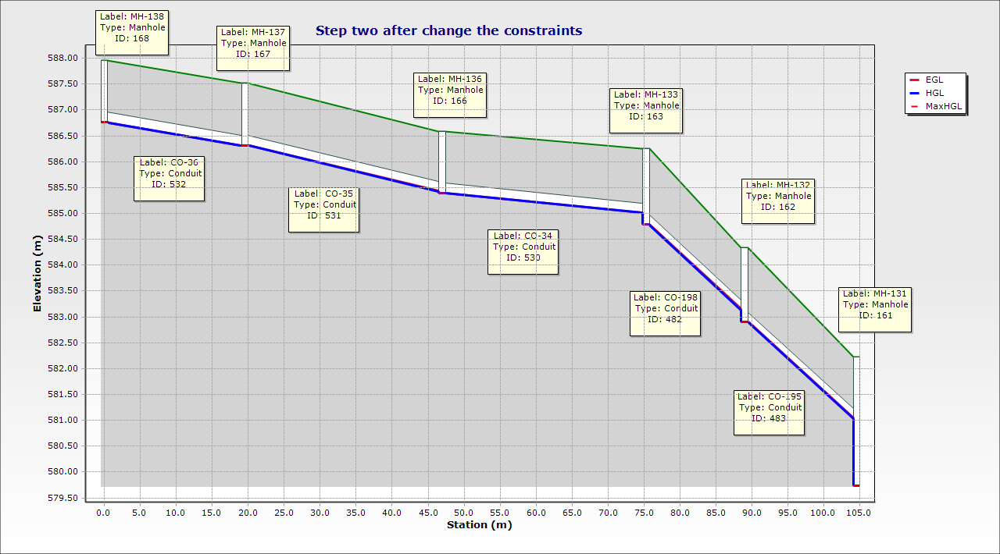 Step two after change the constraints
Label: MH-138
Type: Manhole
ID: 168
Label: MH-137
Type: Manhole
ID: 167
Label: MH-136
Type: Manhole
ID: 166
Label: MH-133
Type: Manhole
ID: 163
Label: MH-132
Type: Manhole
ID: 162
Label: MH-131
Type: Manhole
ID: 161
Label: CO-36
Type: Conduit
ID: 532
Label: CO-35
Type: Conduit
ID: 531
Label: CO-34
Type: Conduit
ID: 530
Label: CO-198
Type: Conduit
ID: 482
Label: CO-195
Type: Conduit
ID: 483
EGL
HGL
MaxHGL
Elevation (m)
588.00
587.50
587.00
586.50
586.00
585.50
585.00
584.50
584.00
583.50
583.00
582.50
582.00
581.50
581.00
580.50
580.00
579.50
0.0 5.0 10.0 15.0 20.0 25.0 30.0 35.0 40.0 45.0 50.0 55.0 60.0 65.0 70.0 75.0 80.0 85.0 90.0 95.0 100.0 105.0
Station (m)